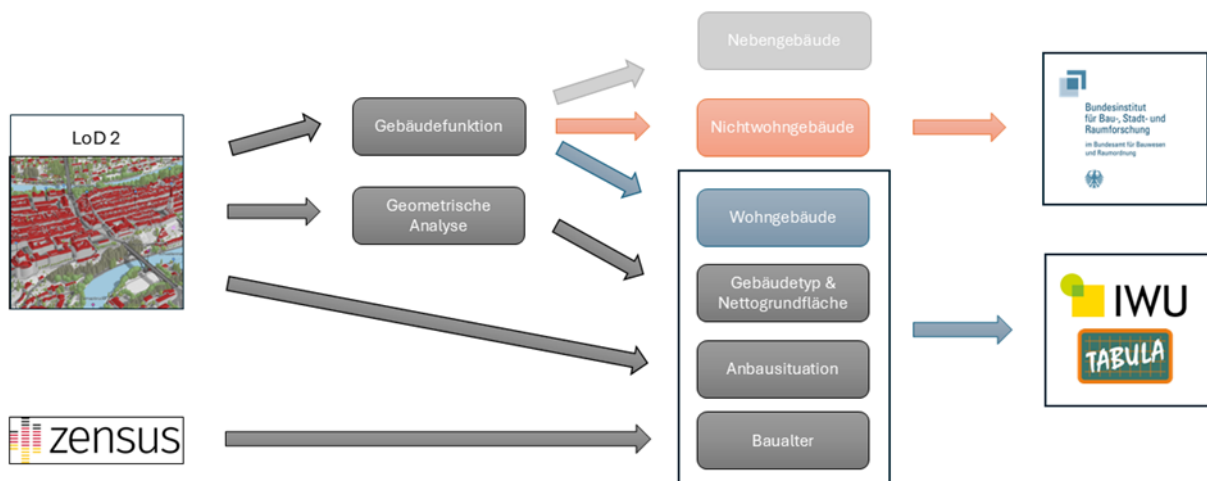 Nebengebäude
LoD 2
Gebäudefunktion
Nichtwohngebäude
Bundesinstitut
für Bau-, Stadt- und
Raumforschung
im Bundesamt für Bauwesen
und Raumordnung
Geometrische
Analyse
Wohngebäude
Gebäudetyp &
Nettogrundfläche
IWU
TABULA
Anbausituation
zensus
Baualter